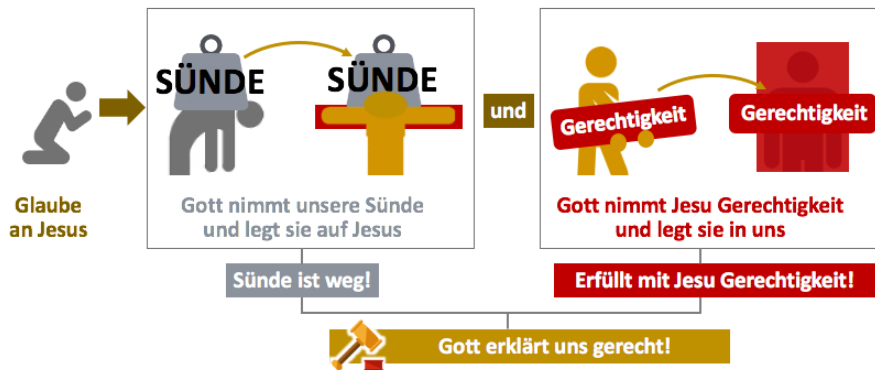 SÜNDE
SÜNDE
und
Gerechtigkeit
Gerechtigkeit
Glaube
an Jesus
Gott nimmt unsere Sünde
und legt sie auf Jesus
Gott nimmt Jesu Gerechtigkeit
und legt sie in uns
Sünde ist weg!
Erfüllt mit Jesu Gerechtigkeit!
Gott erklärt uns gerecht!